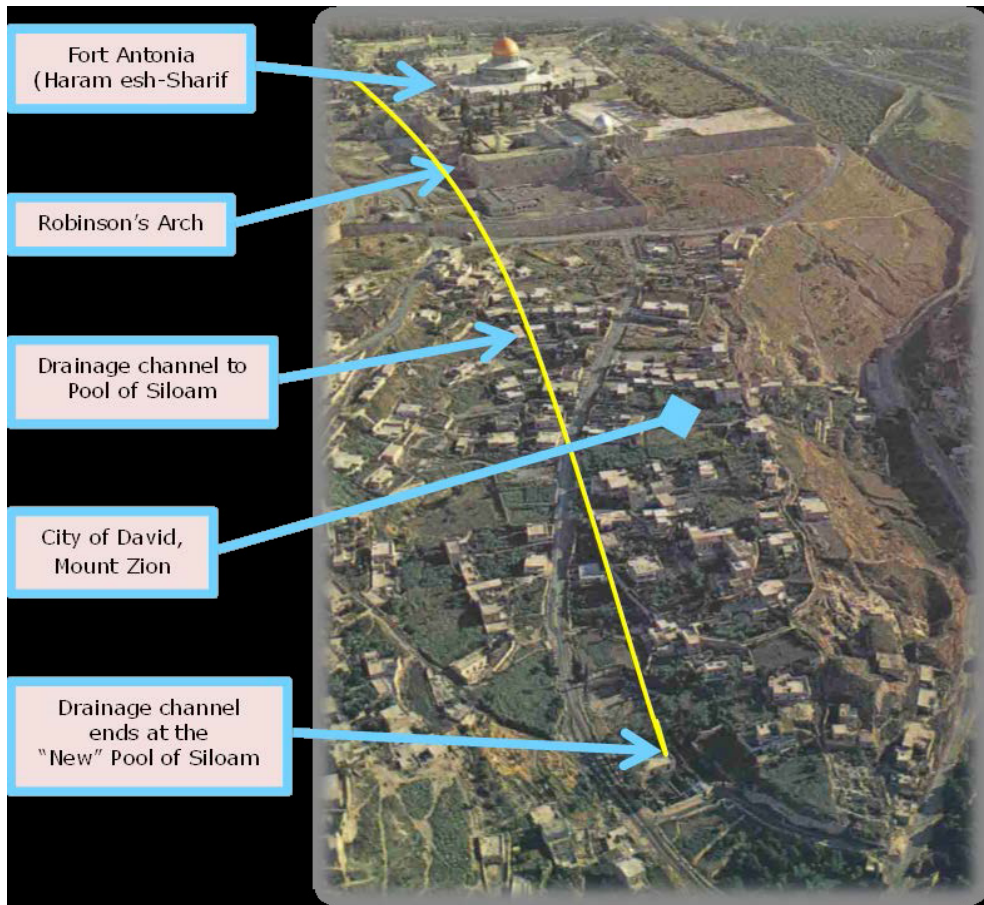 Fort Antonia
(Haram esh-Sharif
Robinson's Arch
Drainage channel to
Pool of Siloam
City of David,
Mount Zion
Drainage channel
ends at the
“New” Pool of Siloam